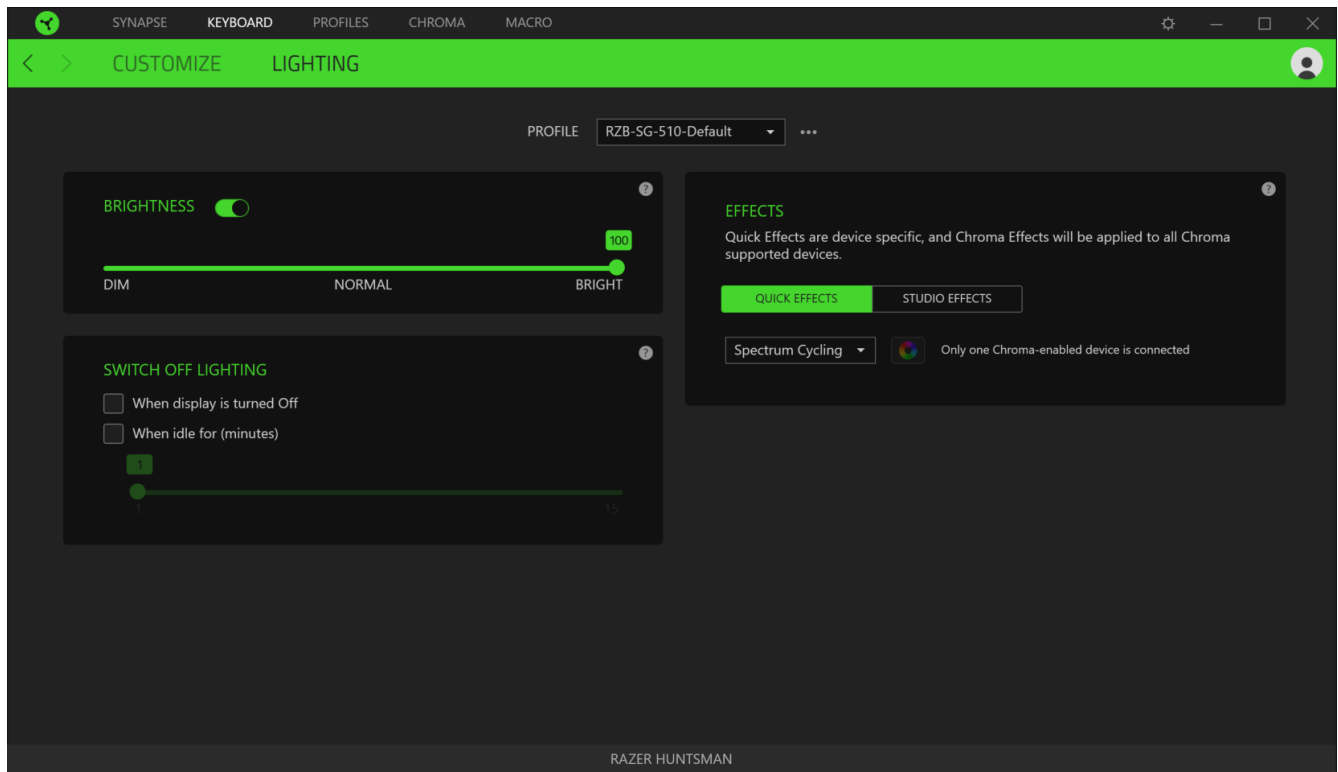 SYNAPSE KEYBOARD PROFILES CHROMA MACRO
CUSTOMIZE LIGHTING
PROFILE RZB-SG-510-Default
BRIGHTNESS
100
DIM NORMAL BRIGHT
SWITCH OFF LIGHTING
When display is turned Off
When idle for (minutes)
1
1 15
EFFECTS
Quick Effects are device specific, and Chroma Effects will be applied to all Chroma
supported devices.
QUICK EFFECTS STUDIO EFFECTS
Spectrum Cycling Only one Chroma-enabled device is connected
RAZER HUNTSMAN